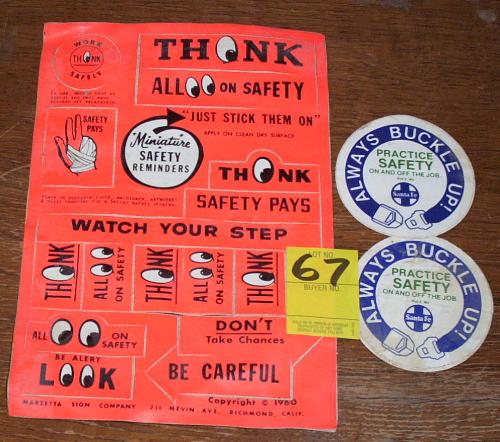 WORK
THINK
SAFELY
THINK
ALL ON SAFETY
"JUST STICK THEM ON"
APPLY ON CLEAN DRY SURFACE
SAFETY
PAYS
"Miniature"
SAFETY
REMINDERS
THINK
SAFETY PAYS
WATCH YOUR STEP
THINK
ALL
ON SAFETY
THINK
ALL
ON SAFETY
THINK
ALL ON
SAFETY
BE ALERT
LOOK
DON'T
Take Chances
BE CAREFUL
Copyright © 1960
MARZETTA SIGN COMPANY 211 NEVIN AVE. RICHMOND, CALIF.
LOT NO.
67
BUYER NO.
ALWAYS BUCKLE UP!
PRACTICE
SAFETY
ON AND OFF THE JOB.
Santa Fe
ALWAYS BUCKLE UP!
PRACTICE
SAFETY
ON AND OFF THE JOB.
Santa Fe